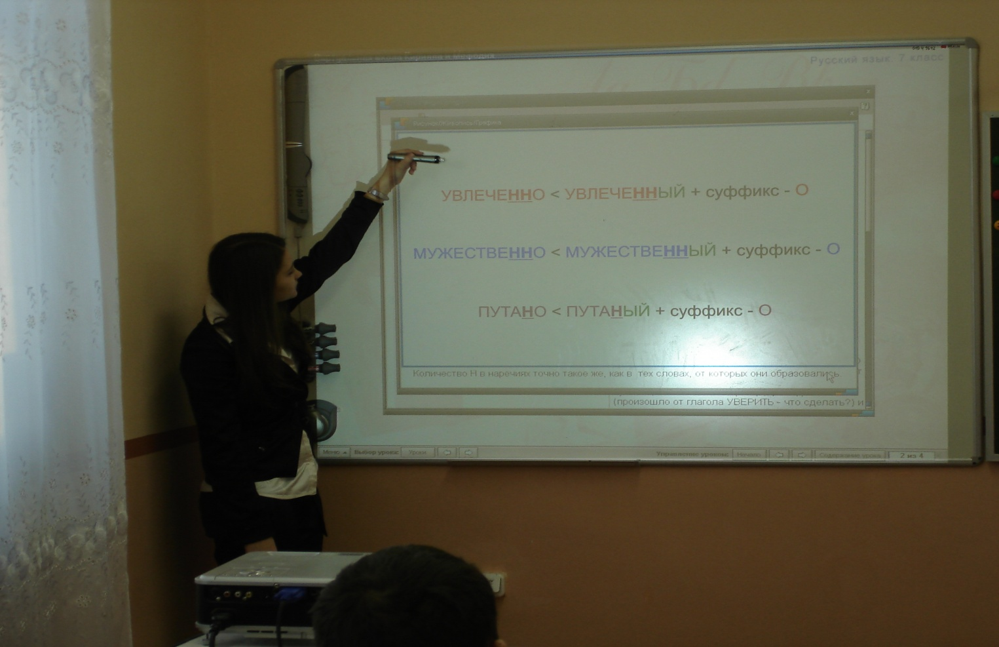 Русский язык. 7 класс
УВЛЕЧЕННО < УВЛЕЧЕННЫЙ + суффикс - О
МУЖЕСТВЕННО < МУЖЕСТВЕННЫЙ + суффикс - О
ПУТАНО < ПУТАНЫЙ + суффикс - О
Количество Н в наречиях точно такое же, как в тех словах, от которых они образовались.
(произошло от глагола УВЕРИТЬ - что сделать?) и
Меню Выбор урока: Уроки Управление уроком: Начало Содержание урока 2 из 4